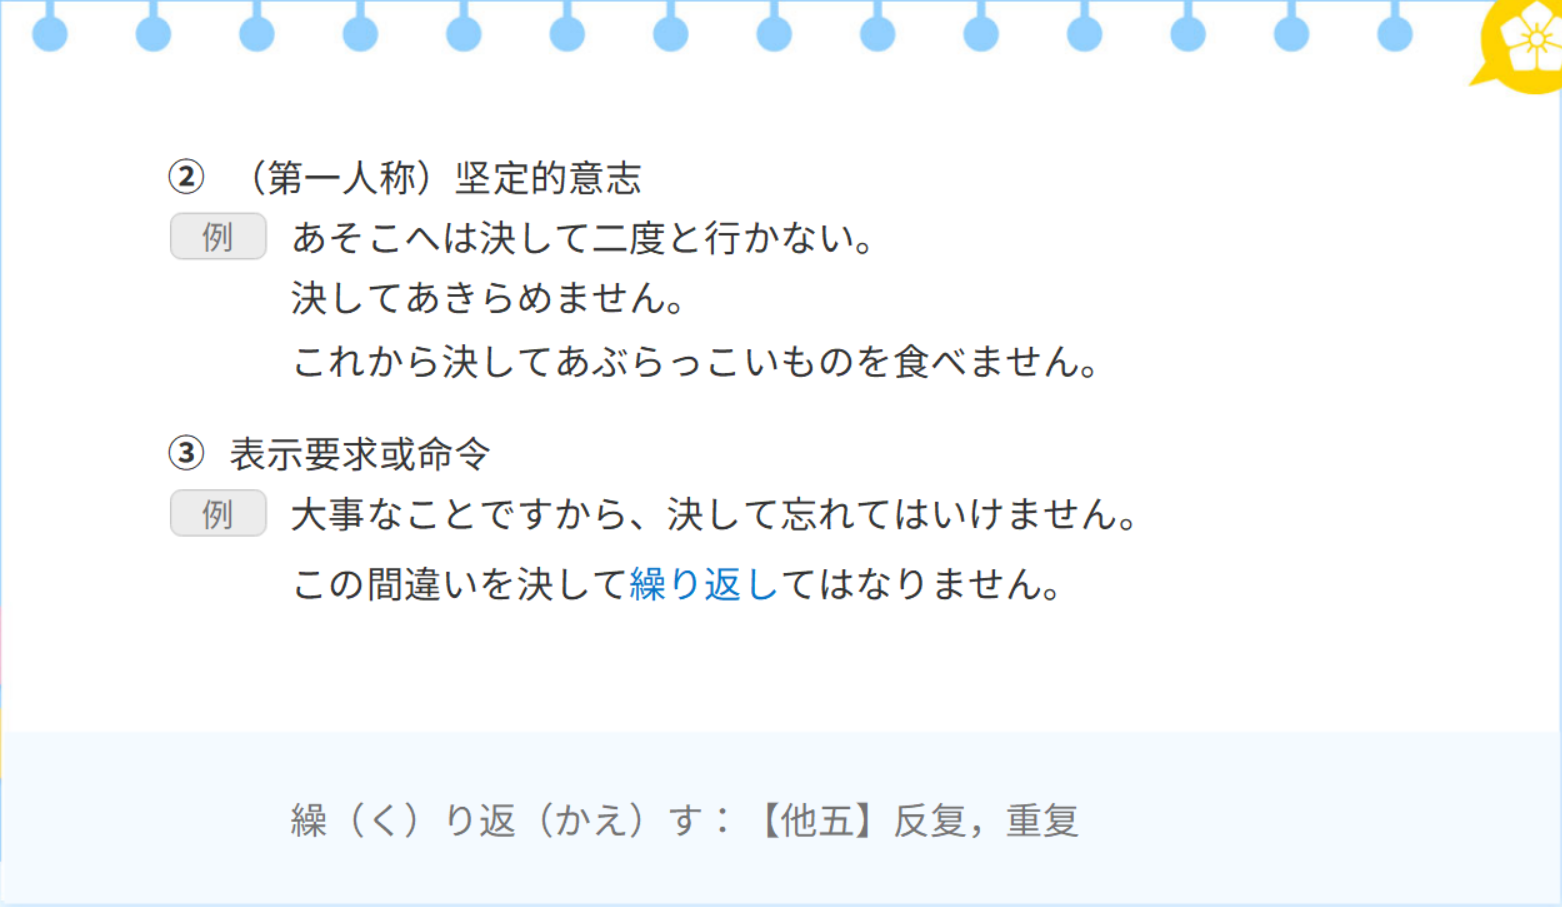 ② （第一人称）坚定的意志
例 あそこへは決して二度と行かない。
決してあきらめません。
これから決してあぶらっこいものを食べません。
③ 表示要求或命令
例 大事なことですから、決して忘れてはいけません。
この間違いを決して繰り返してはなりません。
繰（く）り返（かえ）す：【他五】反复，重复